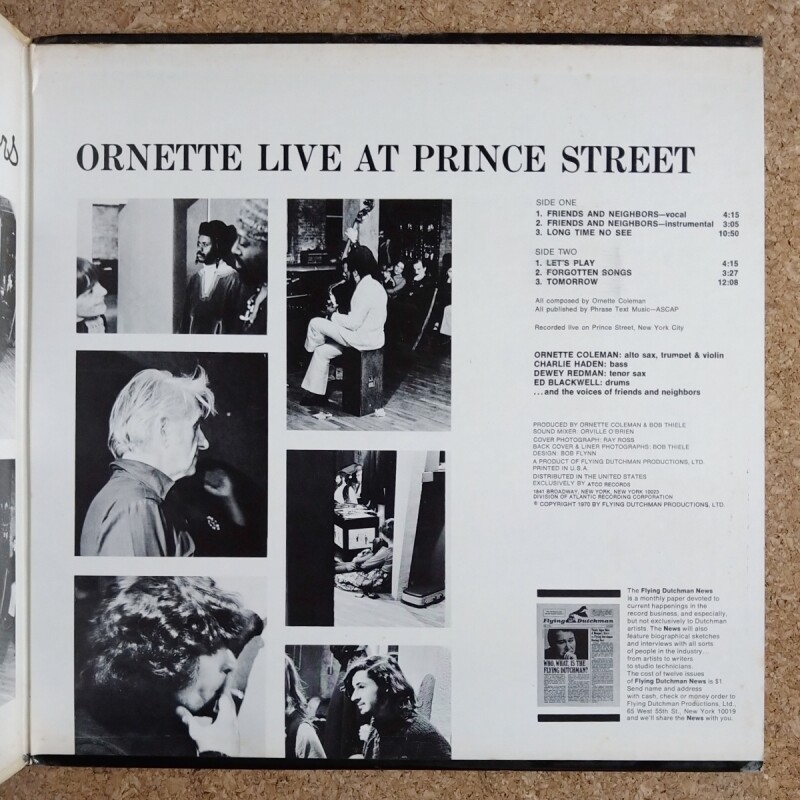 rs
ORNETTE LIVE AT PRINCE STREET
SIDE ONE
1. FRIENDS AND NEIGHBORS—vocal 4:15
2. FRIENDS AND NEIGHBORS—instrumental 3:05
3. LONG TIME NO SEE 10:50
SIDE TWO
1. LET'S PLAY 4:15
2. FORGOTTEN SONGS 3:27
3. TOMORROW 12:08
All composed by Ornette Coleman
All published by Phrase Text Music—ASCAP
Recorded live on Prince Street, New York City
ORNETTE COLEMAN: alto sax, trumpet & violin
CHARLIE HADEN: bass
DEWEY REDMAN: tenor sax
ED BLACKWELL: drums
...and the voices of friends and neighbors
PRODUCED BY ORNETTE COLEMAN & BOB THIELE
SOUND MIXER: ORVILLE O'BRIEN
COVER PHOTOGRAPH: RAY ROSS
BACK COVER & LINER PHOTOGRAPHS: BOB THIELE
DESIGN: BOB FLYNN
A PRODUCT OF FLYING DUTCHMAN PRODUCTIONS, LTD.
PRINTED IN U.S.A.
DISTRIBUTED IN THE UNITED STATES
EXCLUSIVELY BY ATCO RECORDS
1841 BROADWAY, NEW YORK, NEW YORK 10023
DIVISION OF ATLANTIC RECORDING CORPORATION
© COPYRIGHT 1970 BY FLYING DUTCHMAN PRODUCTIONS, LTD.
Flying Dutchman
WHO, WHAT, IS THE
FLYING DUTCHMAN?
The Flying Dutchman News
is a monthly paper devoted to
current happenings in the
record business, and especially,
but not exclusively to Dutchman
artists. The News will also
feature biographical sketches
and interviews with all sorts
of people in the industry...
from artists to writers
to studio technicians.
The cost of twelve issues
of Flying Dutchman News is $1.
Send name and address
with cash, check or money order to
Flying Dutchman Productions, Ltd.,
65 West 55th St., New York 10019
and we'll share the News with you.